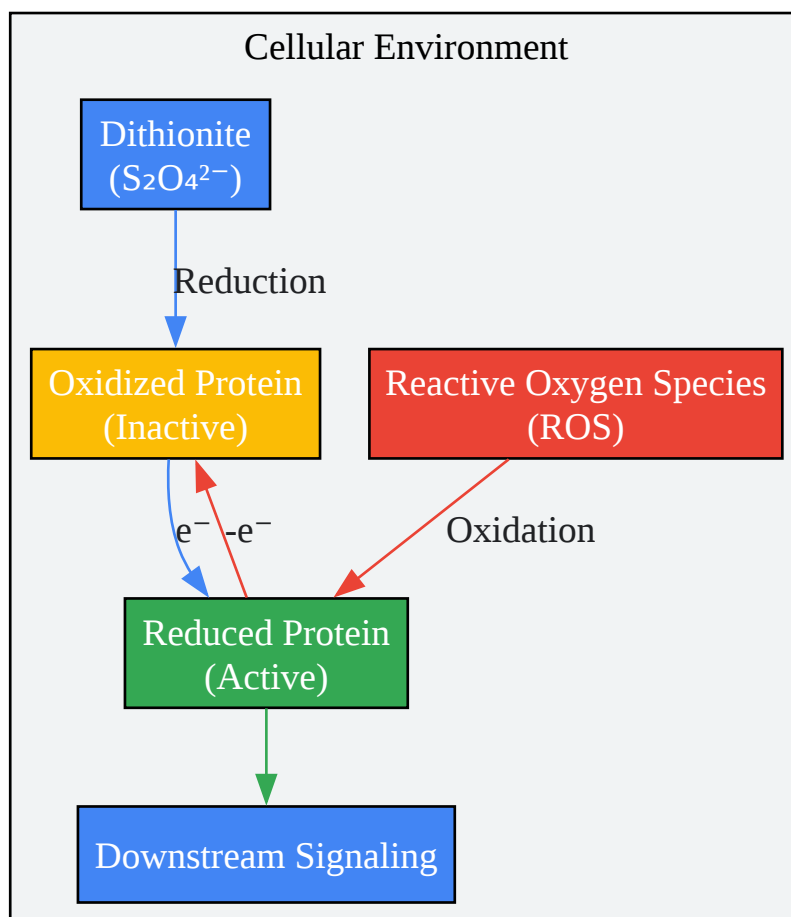 Cellular Environment
Dithionite
(S₂O₄²⁻)
Reduction
Oxidized Protein
(Inactive)
Reactive Oxygen Species
(ROS)
e⁻
-e⁻
Oxidation
Reduced Protein
(Active)
Downstream Signaling